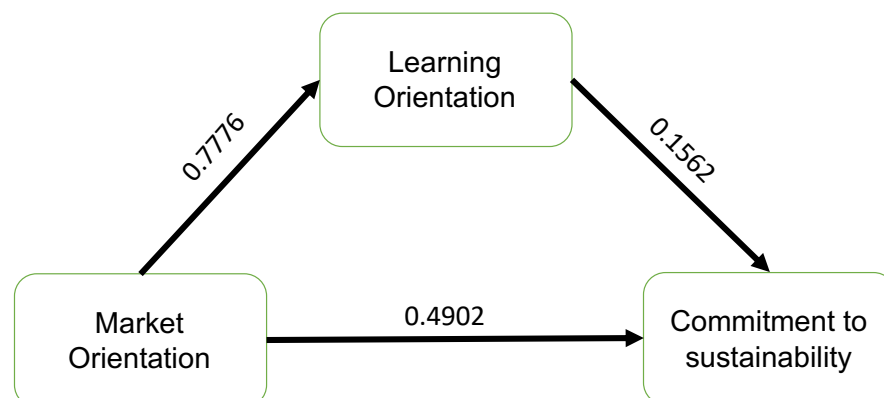 Learning
Orientation
0.7776
0.1562
Market
Orientation
0.4902
Commitment to
sustainability